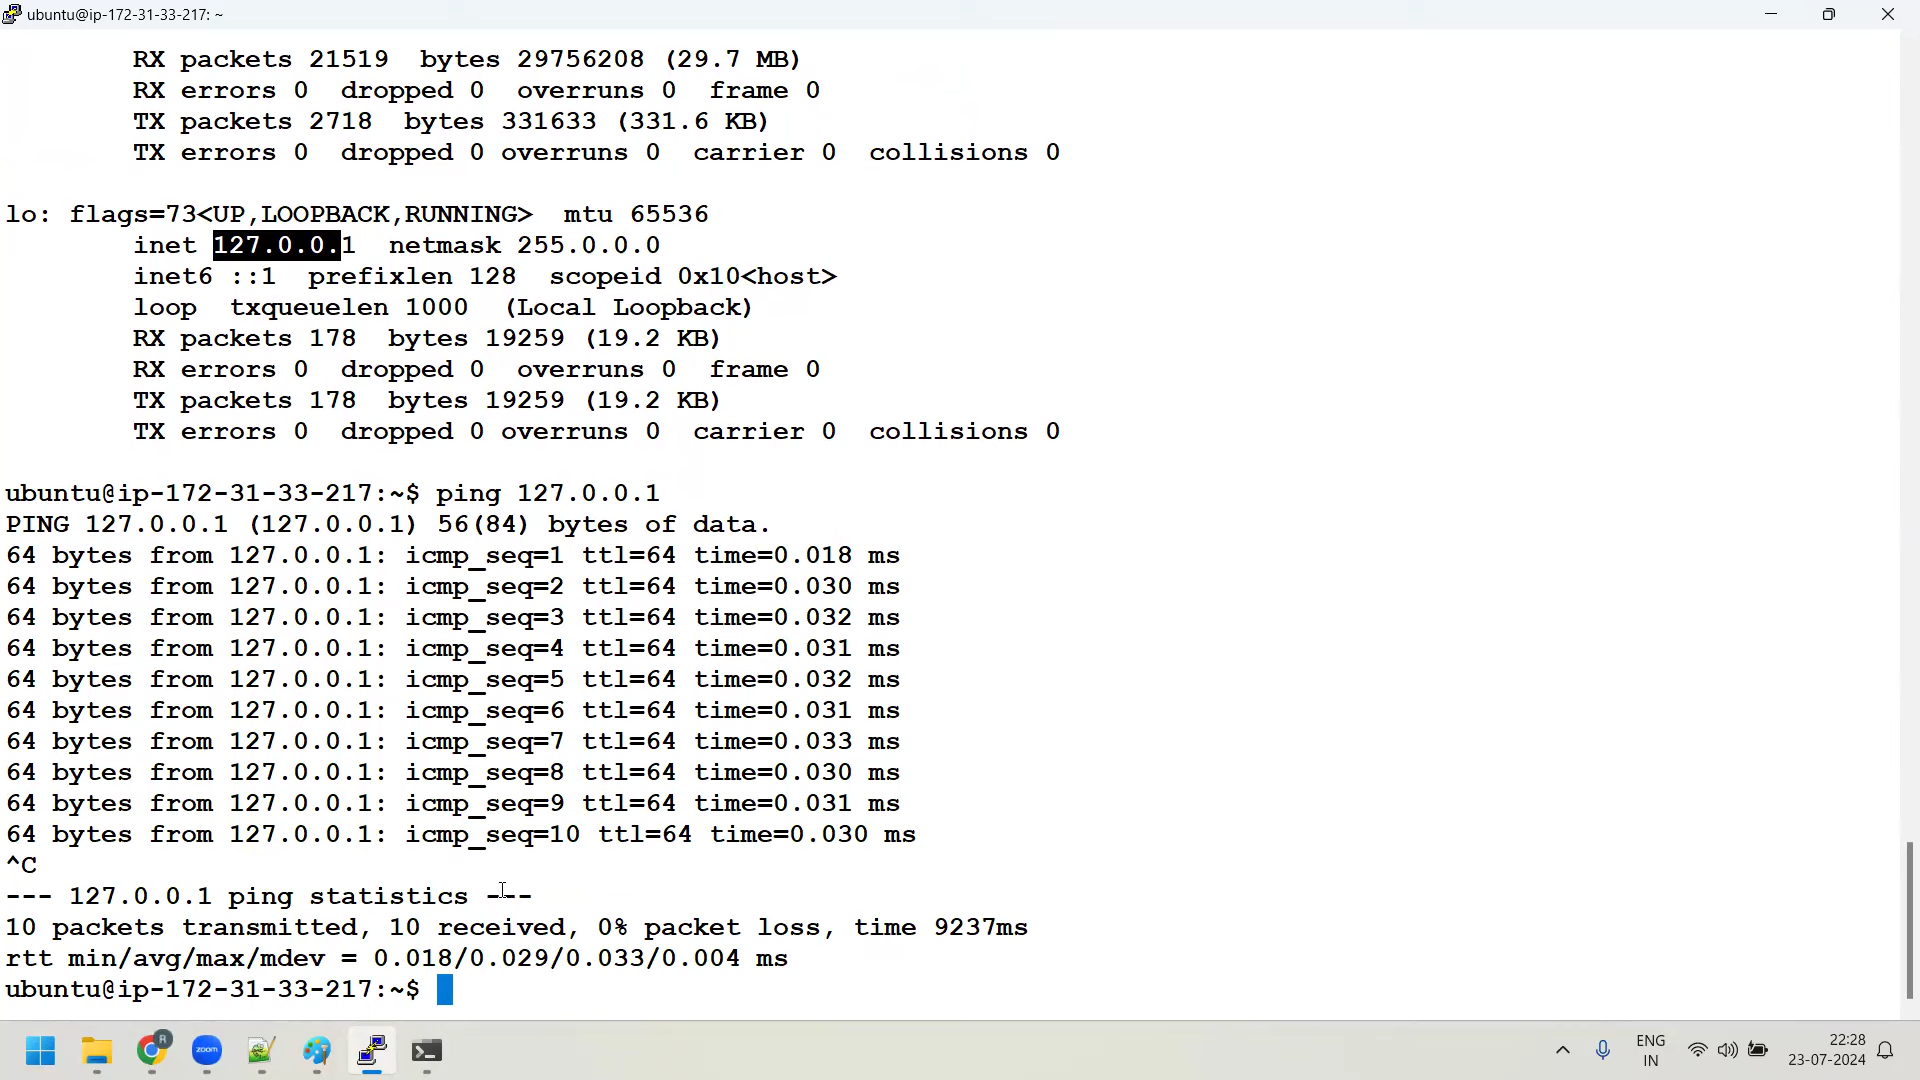 ubuntu@ip-172-31-33-217: ~
RX packets 21519  bytes 29756208 (29.7 MB)
RX errors 0  dropped 0  overruns 0  frame 0
TX packets 2718  bytes 331633 (331.6 KB)
TX errors 0  dropped 0 overruns 0  carrier 0  collisions 0
lo: flags=73<UP,LOOPBACK,RUNNING>  mtu 65536
inet 127.0.0.1  netmask 255.0.0.0
inet6 ::1  prefixlen 128  scopeid 0x10<host>
loop  txqueuelen 1000  (Local Loopback)
RX packets 178  bytes 19259 (19.2 KB)
RX errors 0  dropped 0  overruns 0  frame 0
TX packets 178  bytes 19259 (19.2 KB)
TX errors 0  dropped 0 overruns 0  carrier 0  collisions 0
ubuntu@ip-172-31-33-217:~$ ping 127.0.0.1
PING 127.0.0.1 (127.0.0.1) 56(84) bytes of data.
64 bytes from 127.0.0.1: icmp_seq=1 ttl=64 time=0.018 ms
64 bytes from 127.0.0.1: icmp_seq=2 ttl=64 time=0.030 ms
64 bytes from 127.0.0.1: icmp_seq=3 ttl=64 time=0.032 ms
64 bytes from 127.0.0.1: icmp_seq=4 ttl=64 time=0.031 ms
64 bytes from 127.0.0.1: icmp_seq=5 ttl=64 time=0.032 ms
64 bytes from 127.0.0.1: icmp_seq=6 ttl=64 time=0.031 ms
64 bytes from 127.0.0.1: icmp_seq=7 ttl=64 time=0.033 ms
64 bytes from 127.0.0.1: icmp_seq=8 ttl=64 time=0.030 ms
64 bytes from 127.0.0.1: icmp_seq=9 ttl=64 time=0.031 ms
64 bytes from 127.0.0.1: icmp_seq=10 ttl=64 time=0.030 ms
^C
--- 127.0.0.1 ping statistics ---
10 packets transmitted, 10 received, 0% packet loss, time 9237ms
rtt min/avg/max/mdev = 0.018/0.029/0.033/0.004 ms
ubuntu@ip-172-31-33-217:~$
R
zoom
ENG
IN
22:28
23-07-2024